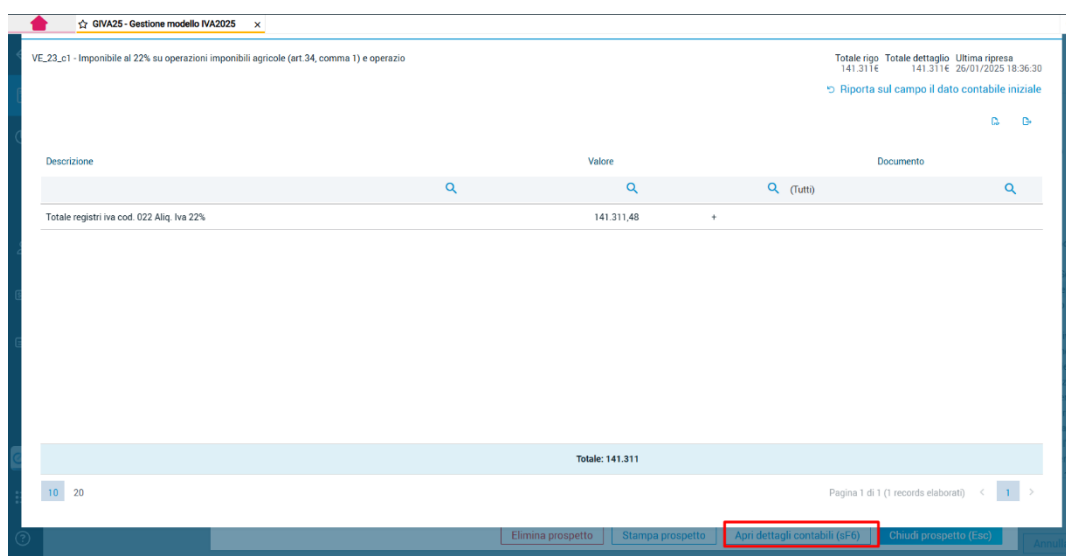 GIVA25 - Gestione modello IVA2025 x
VE_23_c1 - Imponibile al 22% su operazioni imponibili agricole (art.34, comma 1) e operazio
Totale rigo Totale dettaglio Ultima ripresa
141.311€ 141.311€ 26/01/2025 18:36:30
Riporta sul campo il dato contabile iniziale
Descrizione Valore Documento
(Tutti)
Totale registri iva cod. 022 Aliq. Iva 22% 141.311,48 +
Totale: 141.311
10 20 Pagina 1 di 1 (1 records elaborati) < 1 >
Elimina prospetto Stampa prospetto Apri dettagli contabili (sF6) Chiudi prospetto (Esc)